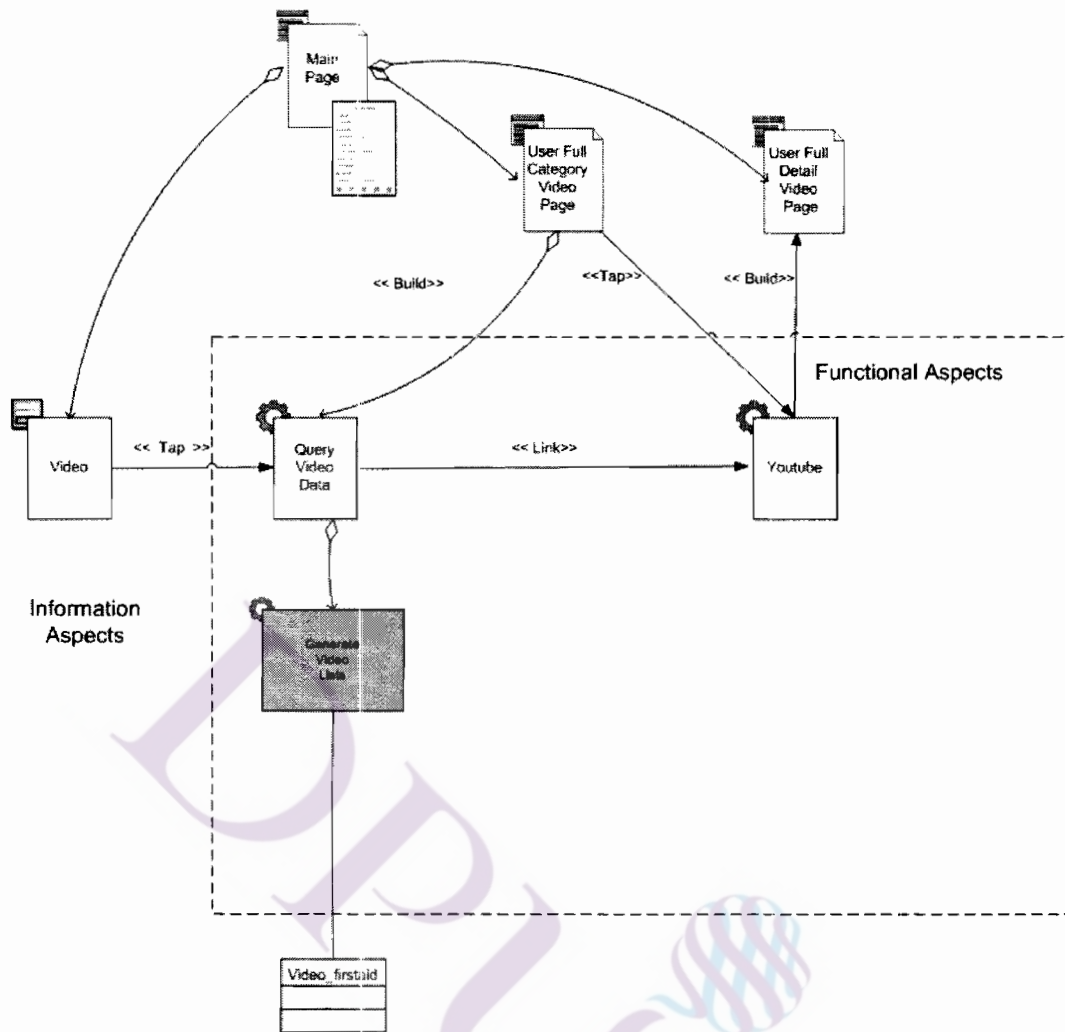 Main
Page
User Full
Category
Video
Page
User Full
Detail
Video
Page
<< Build>>
<<Tap>>
<< Build>>
Functional Aspects
Video
<< Tap >>
Query
Video
Data
<< Link>>
Youtube
Information
Aspects
Generate
Video
Lists
Video_firstaid
DPU